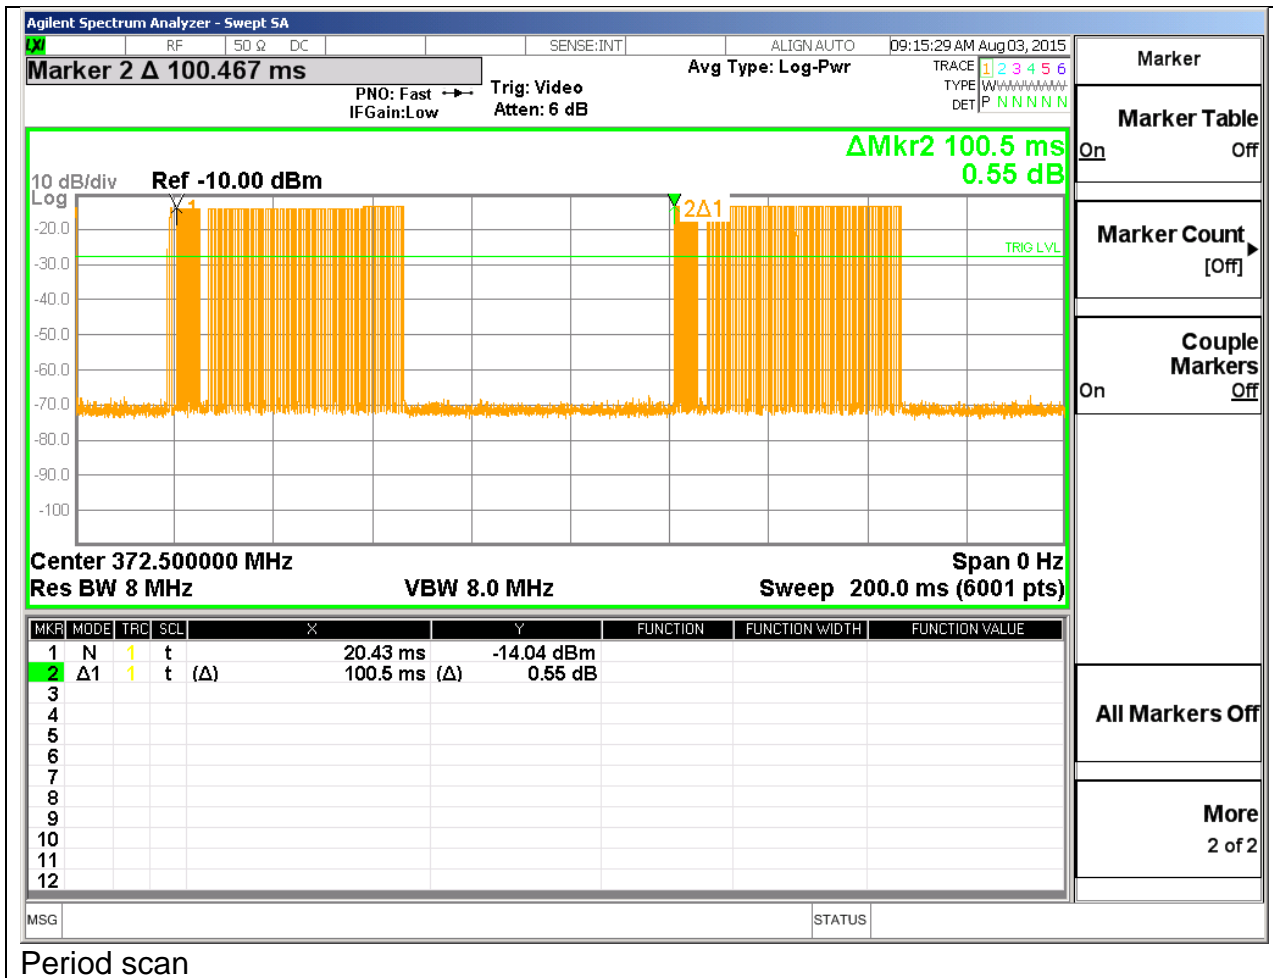 Agilent Spectrum Analyzer - Swept SA
LXI RF 50 Ω DC SENSE:INT ALIGN AUTO 09:15:29 AM Aug 03, 2015
Marker 2 Δ 100.467 ms
PNO: Fast
IFGain:Low
Trig: Video
Atten: 6 dB
Avg Type: Log-Pwr
TRACE 1 2 3 4 5 6
TYPE WWWWWW
DET P N N N N N
ΔMkr2 100.5 ms
0.55 dB
10 dB/div Ref -10.00 dBm
Log
1
2Δ1
-20.0
TRIG LVL
-30.0
-40.0
-50.0
-60.0
-70.0
-80.0
-90.0
-100
Center 372.500000 MHz Span 0 Hz
Res BW 8 MHz VBW 8.0 MHz Sweep 200.0 ms (6001 pts)
MKR MODE TRC SCL X Y FUNCTION FUNCTION WIDTH FUNCTION VALUE
1 N 1 t 20.43 ms -14.04 dBm
2 Δ1 1 t (Δ) 100.5 ms (Δ) 0.55 dB
3
4
5
6
7
8
9
10
11
12
MSG STATUS
Marker
Marker Table
On Off
Marker Count
[Off]
Couple
Markers
On Off
All Markers Off
More
2 of 2
Period scan